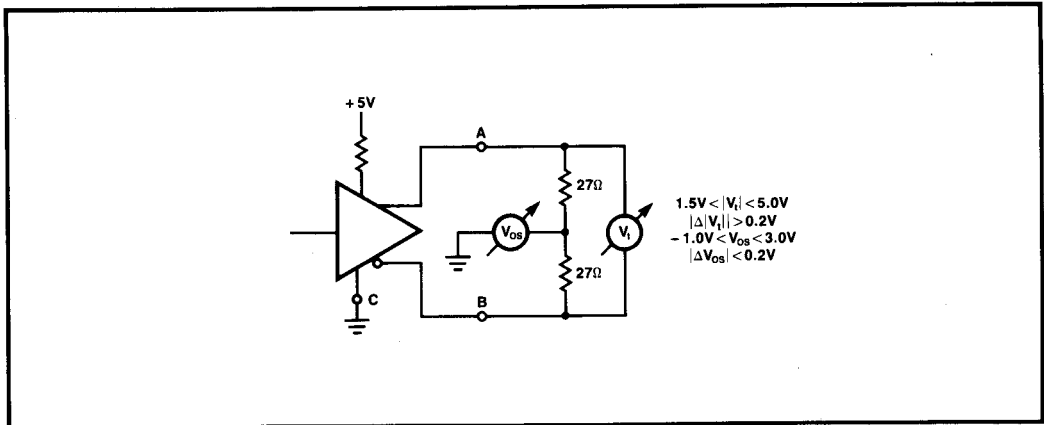 +5V
A
27Ω
1.5V < |Vt| < 5.0V
|Δ|Vt|| > 0.2V
VOS
Vt
-1.0V < VOS < 3.0V
|ΔVOS| < 0.2V
27Ω
C
B